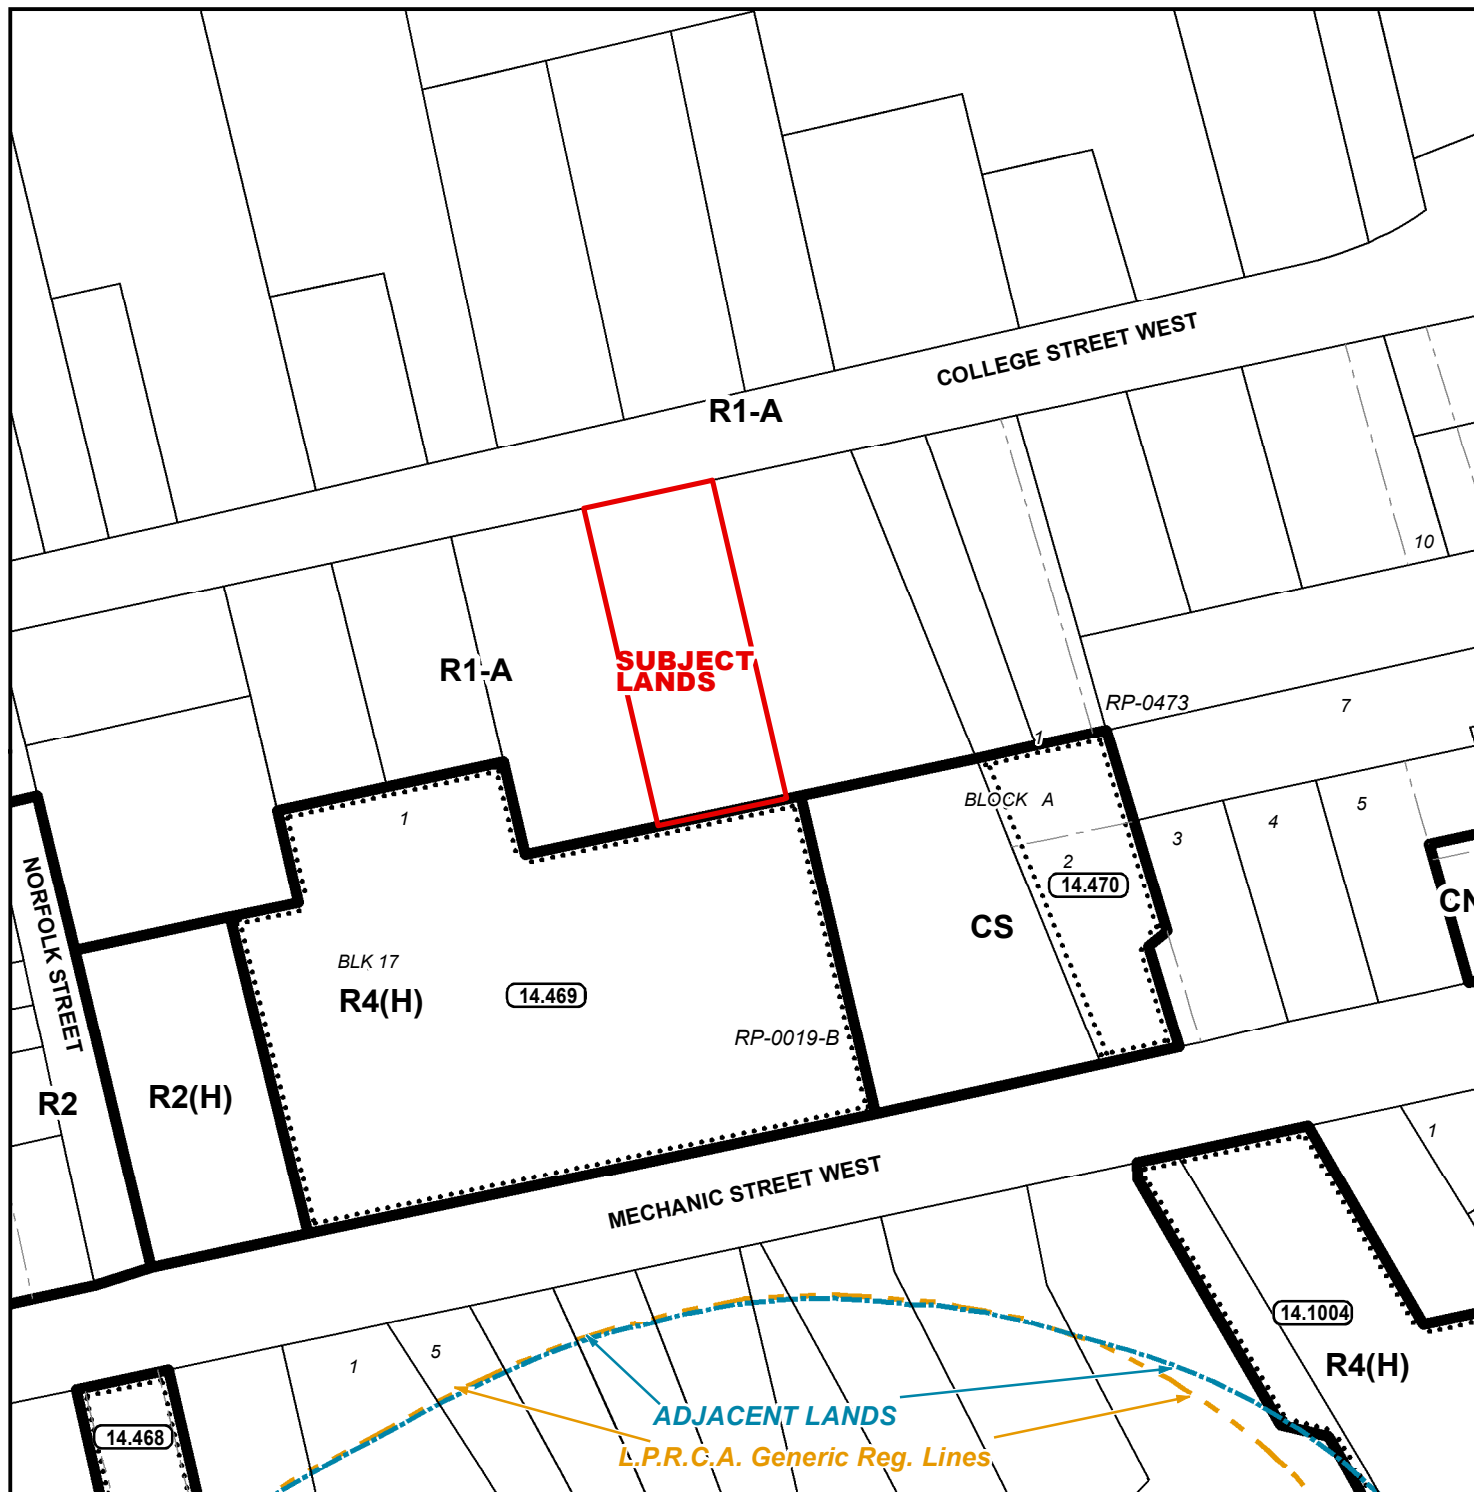 COLLEGE STREET WEST
R1-A
10
SUBJECT
LANDS
R1-A
RP-0473
7
1
BLOCK A
1
5
4
3
2
14.470
NORFOLK STREET
CS
BLK 17
R4(H)
14.469
RP-0019-B
R2
R2(H)
MECHANIC STREET WEST
1
14.1004
5
1
R4(H)
ADJACENT LANDS
14.468
L.P.R.C.A. Generic Reg. Lines